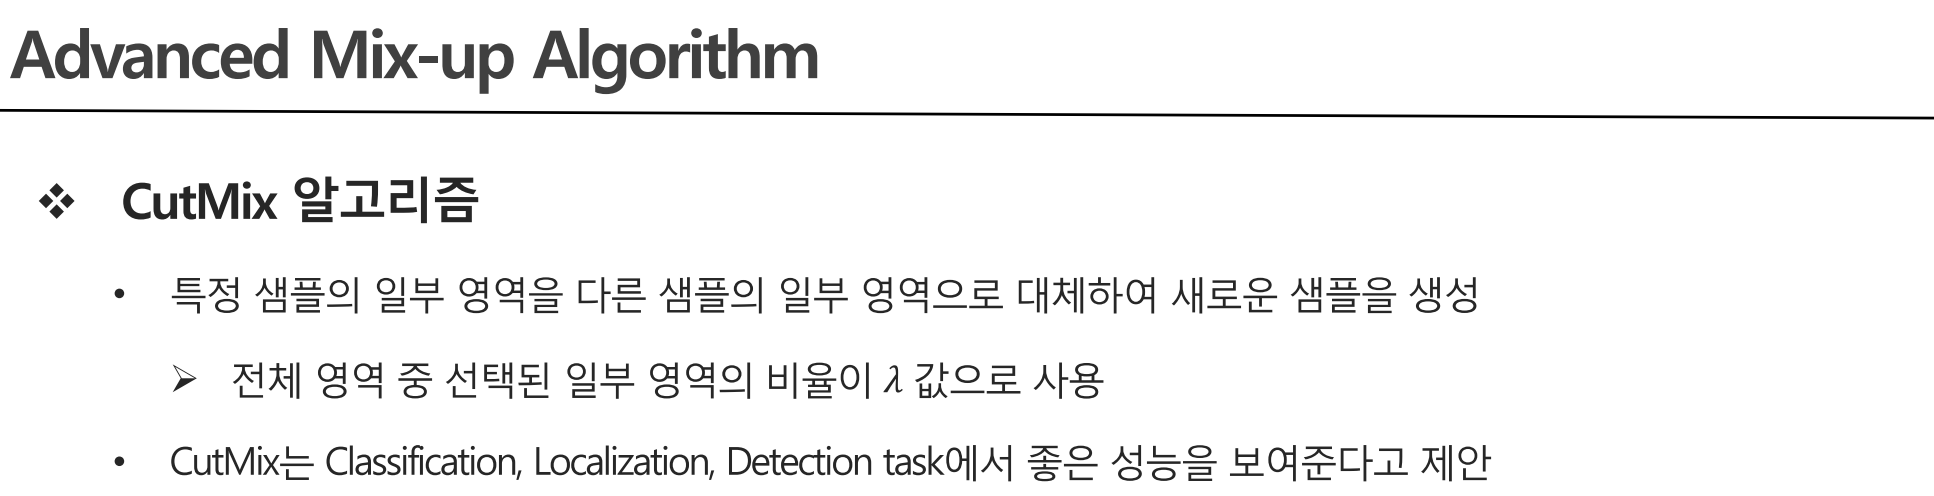 Advanced Mix-up Algorithm
❖ CutMix 알고리즘
• 특정 샘플의 일부 영역을 다른 샘플의 일부 영역으로 대체하여 새로운 샘플을 생성
➢ 전체 영역 중 선택된 일부 영역의 비율이 λ 값으로 사용
• CutMix는 Classification, Localization, Detection task에서 좋은 성능을 보여준다고 제안